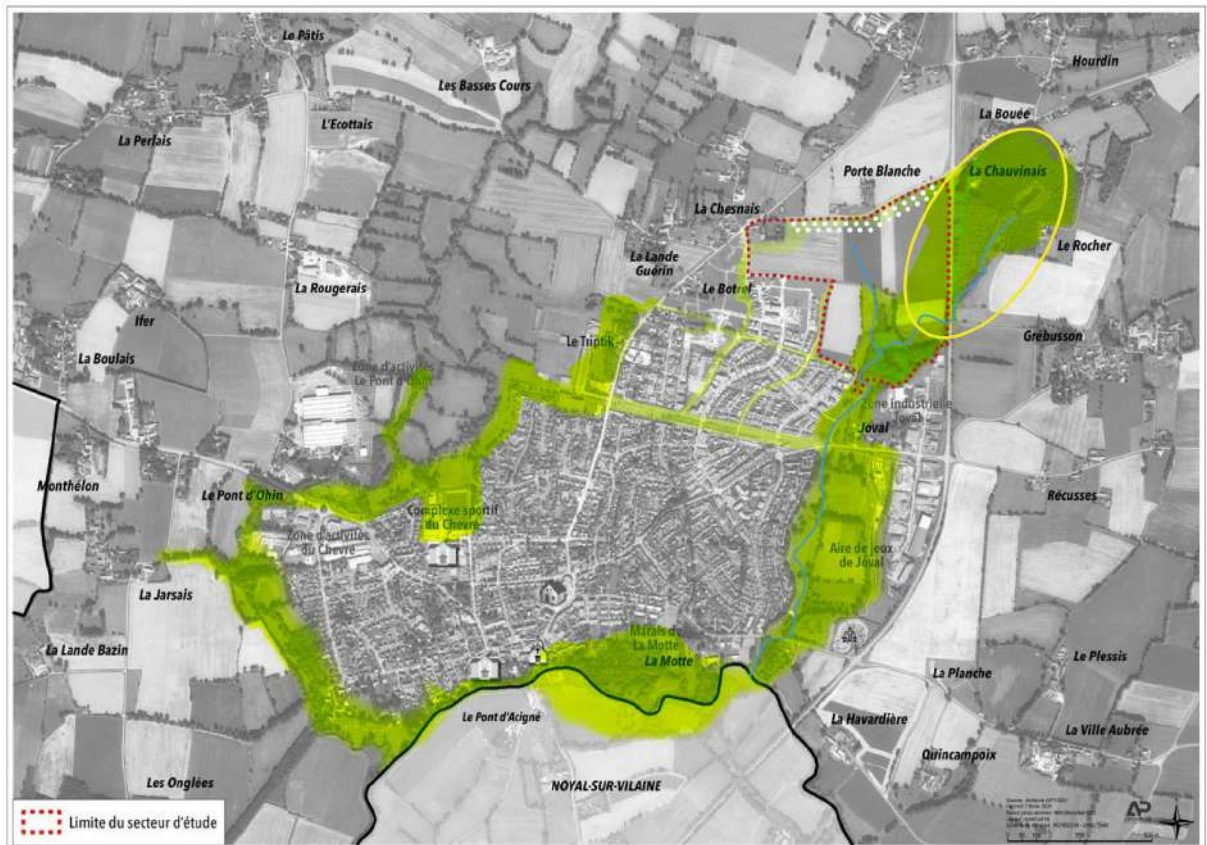 Le Pâtis
Hourdin
Les Basses Cours
La Bouée
L'Ecottais
La Perlais
Porte Blanche
La Chauvinais
La Chesnais
Le Rocher
La Lande
Guérin
La Rougerais
Le Botrel
Ifer
Grébusson
Le Triptik
La Boulais
Zone d'activités
Le Pont d'Ohin
Zone industrielle
Joval
Joval
Monthélon
Le Pont d'Ohin
Récusses
Complexe sportif
du Chevré
Zone d'activités
du Chevré
Aire de jeux
de Joval
La Jarsais
Marais de
La Motte
La Motte
La Lande Bazin
Le Plessis
La Planche
Le Pont d'Acigné
La Havardière
La Ville Aubrée
Quincampoix
Les Onglées
NOYAL-SUR-VILAINE
Limite du secteur d'étude
AP